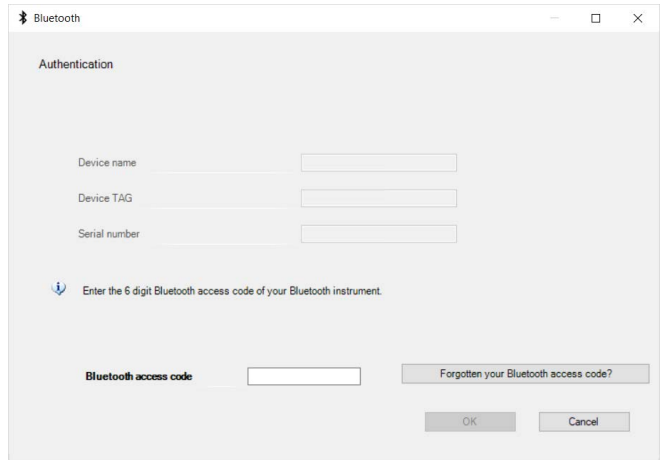 Bluetooth
Authentication
Device name
Device TAG
Serial number
Enter the 6 digit Bluetooth access code of your Bluetooth instrument.
Bluetooth access code
Forgotten your Bluetooth access code?
OK
Cancel